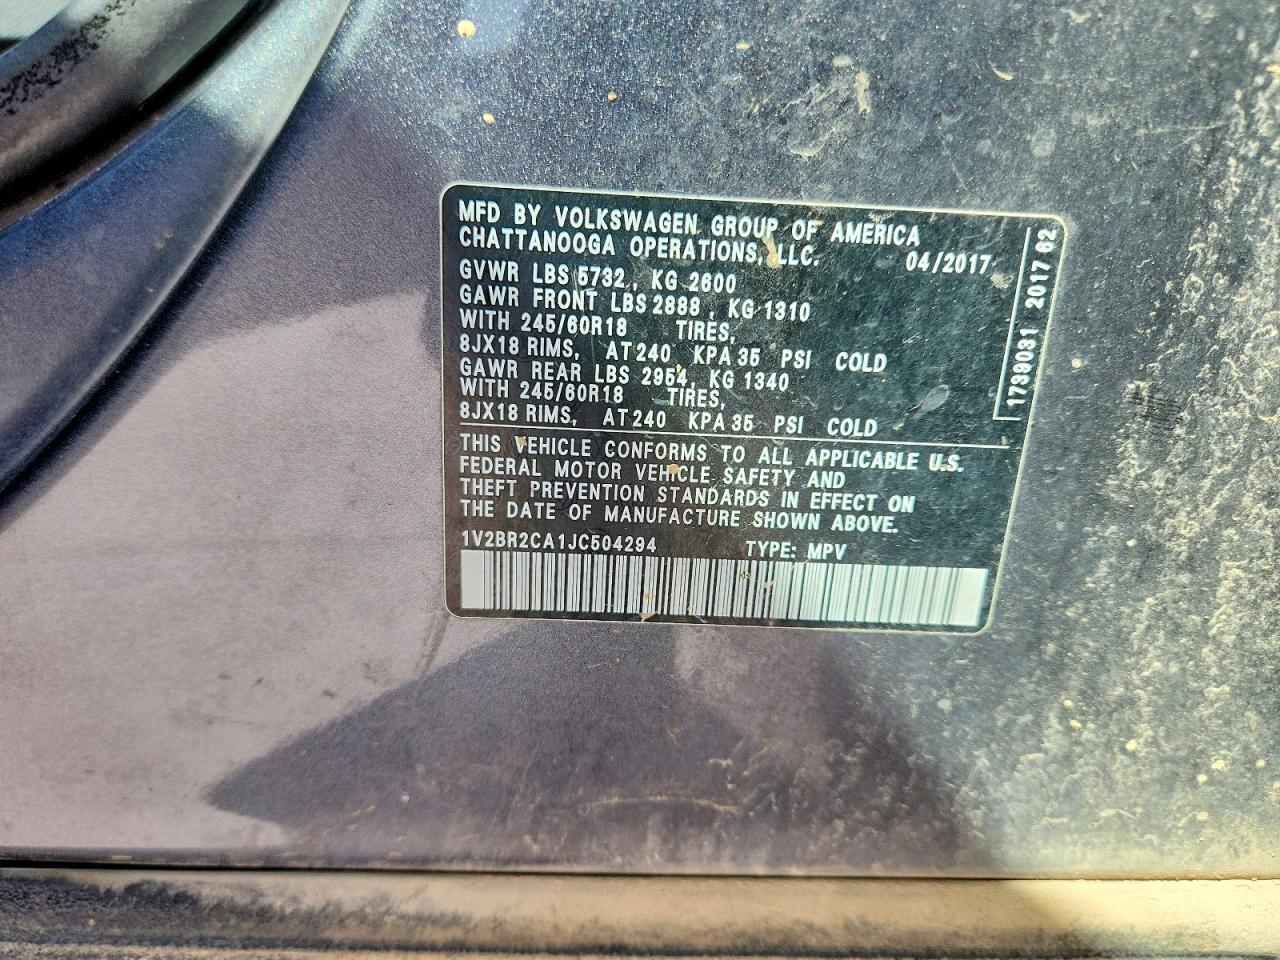 MFD BY VOLKSWAGEN GROUP OF AMERICA
CHATTANOOGA OPERATIONS, LLC. 04/2017
GVWR LBS 5732, KG 2600
GAWR FRONT LBS 2888, KG 1310
WITH 245/60R18 TIRES,
8JX18 RIMS, AT 240 KPA 35 PSI COLD
GAWR REAR LBS 2954, KG 1340
WITH 245/60R18 TIRES,
8JX18 RIMS, AT 240 KPA 35 PSI COLD
THIS VEHICLE CONFORMS TO ALL APPLICABLE U.S.
FEDERAL MOTOR VEHICLE SAFETY AND
THEFT PREVENTION STANDARDS IN EFFECT ON
THE DATE OF MANUFACTURE SHOWN ABOVE.
1V2BR2CA1JC504294 TYPE: MPV
1739031 2017 62